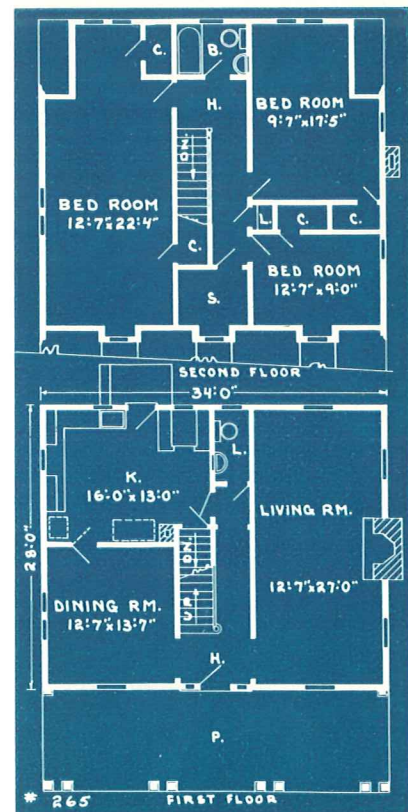 C.
B.
H.
BED ROOM
9'-7"x17'-5"
DN.
BED ROOM
12'-7"x22'-4"
C.
L.
C.
C.
BED ROOM
12'-7"x9'-0"
S.
SECOND FLOOR
34'-0"
L.
K.
16'-0"x13'-0"
LIVING RM.
12'-7"x27'-0"
28'-0"
DN.
UP
DINING RM.
12'-7"x13'-7"
H.
P.
# 265
FIRST FLOOR